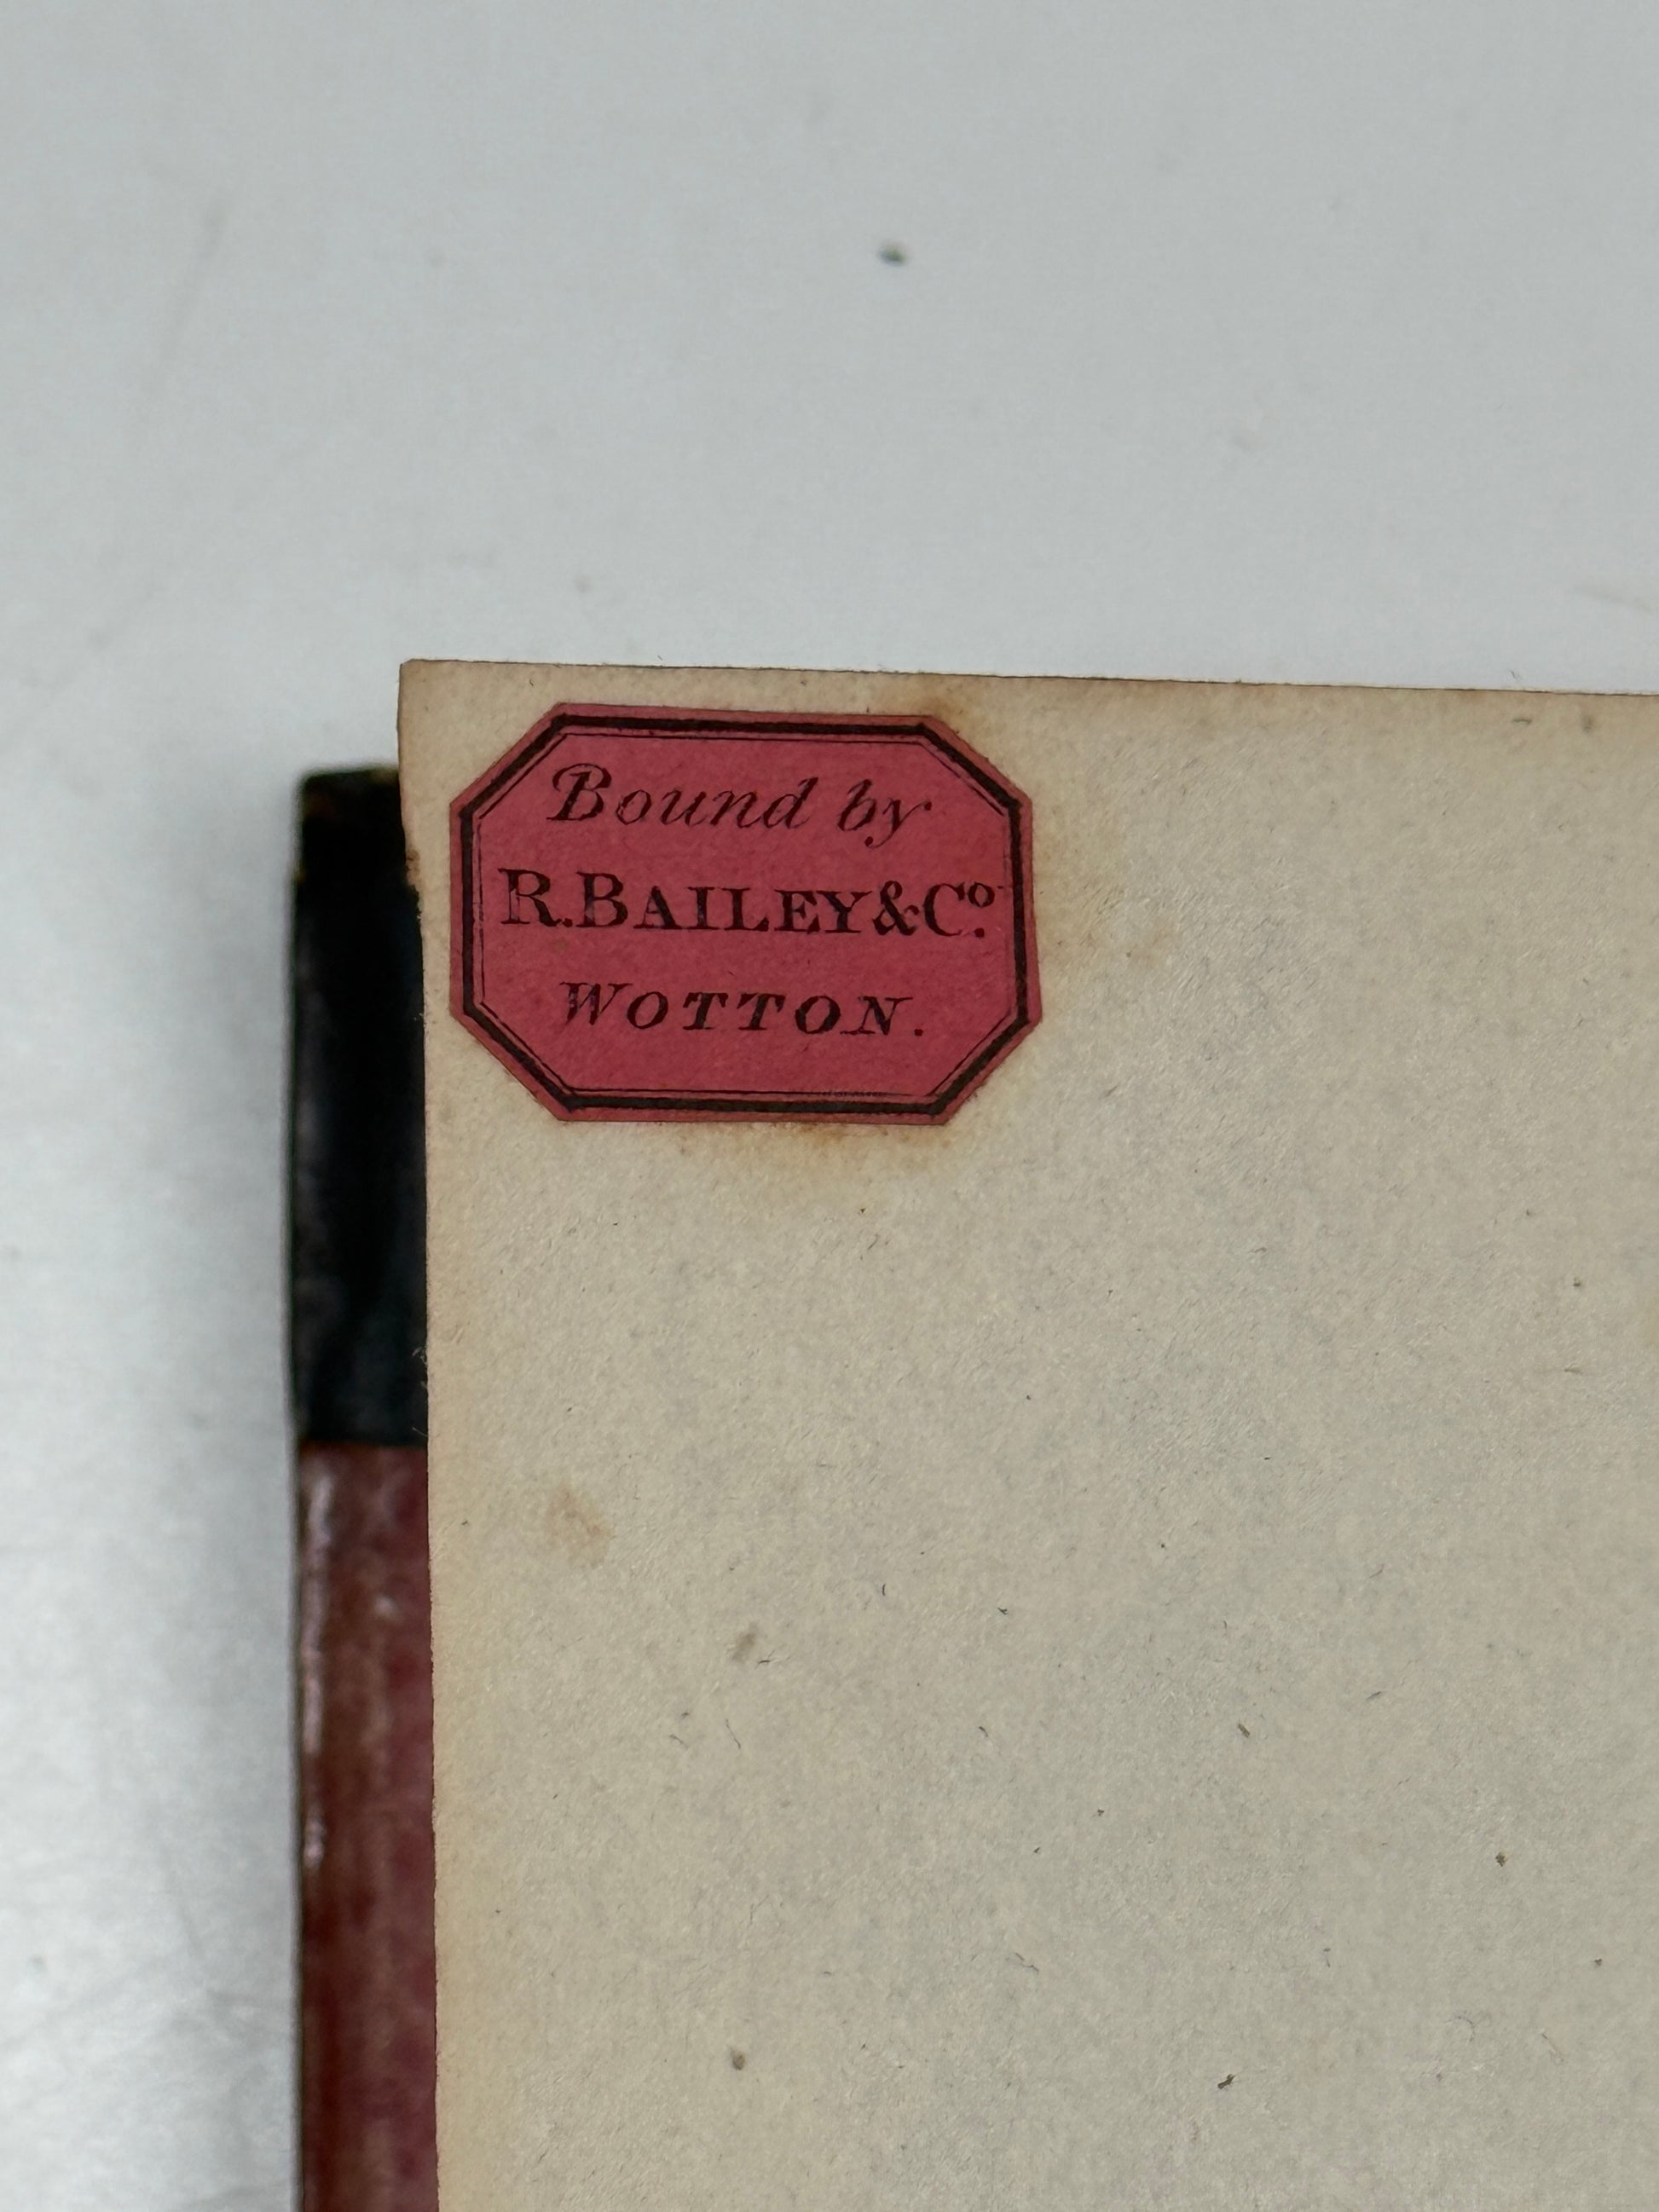 Bound by
R. BAILEY & Co.
WOTTON.